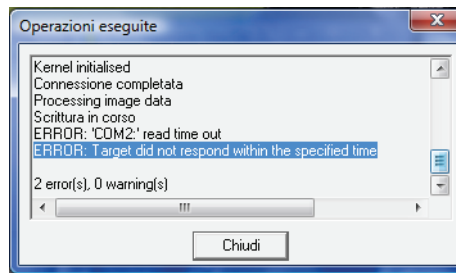 Operazioni eseguite
Kernel initialised
Connessione completata
Processing image data
Scrittura in corso
ERROR: 'COM2:' read time out
ERROR: Target did not respond within the specified time
2 error(s), 0 warning(s)
Chiudi